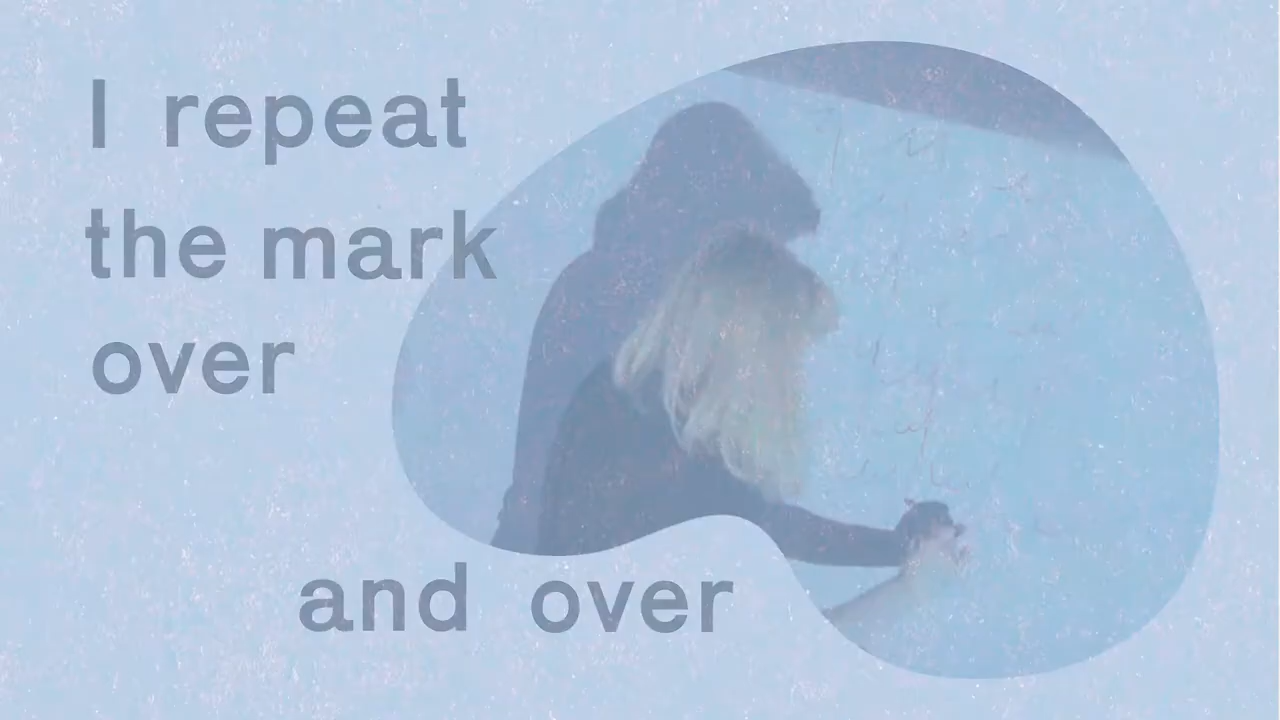 I repeat
the mark
over
and over